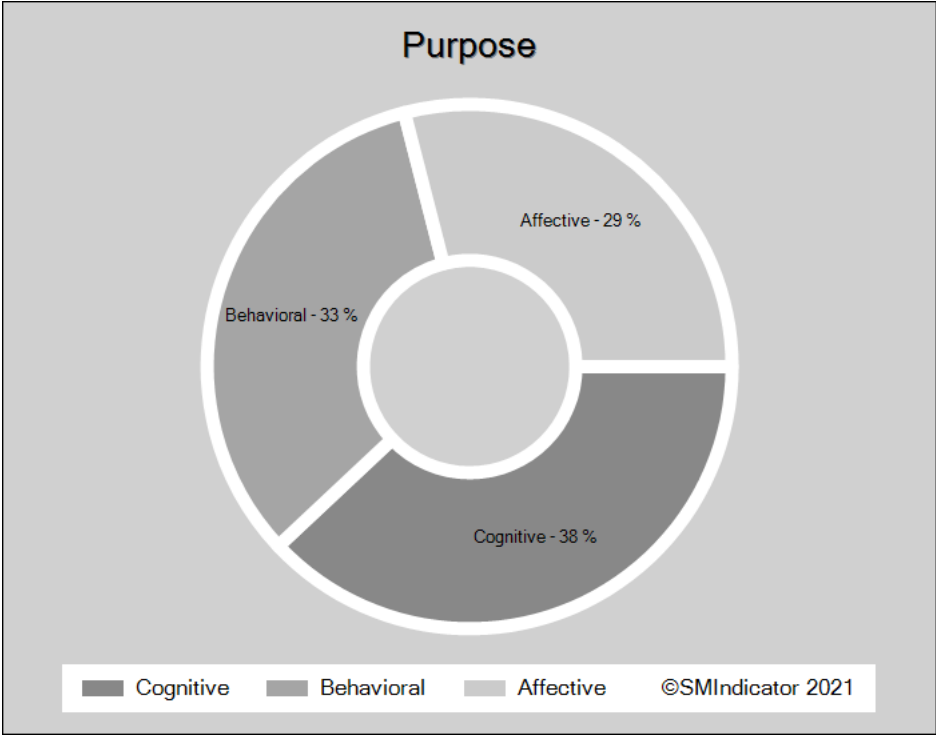 Purpose
Affective - 29 %
Behavioral - 33 %
Cognitive - 38 %
Cognitive Behavioral Affective ©SMIndicator 2021